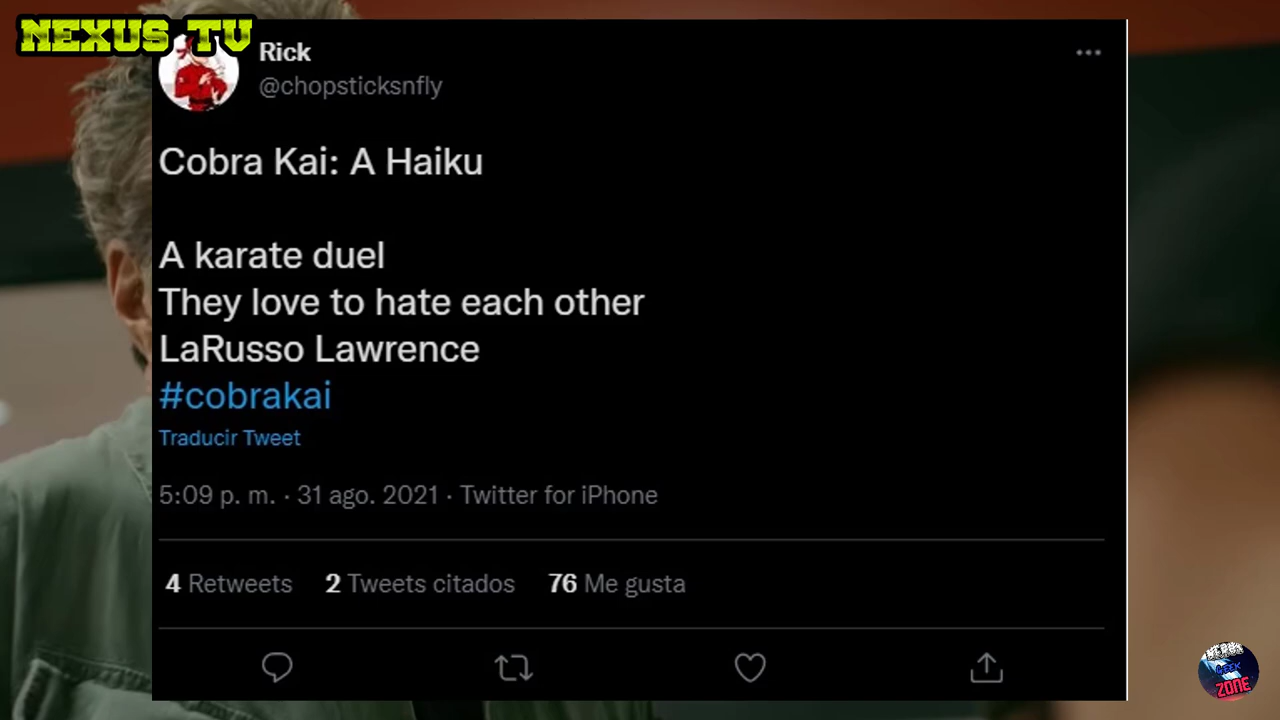 NEXUS TV
Rick
@chopsticksnfly
Cobra Kai: A Haiku
A karate duel
They love to hate each other
LaRusso Lawrence
#cobrakai
Traducir Tweet
5:09 p. m. · 31 ago. 2021 · Twitter for iPhone
4 Retweets 2 Tweets citados 76 Me gusta
GEEK
ZONE